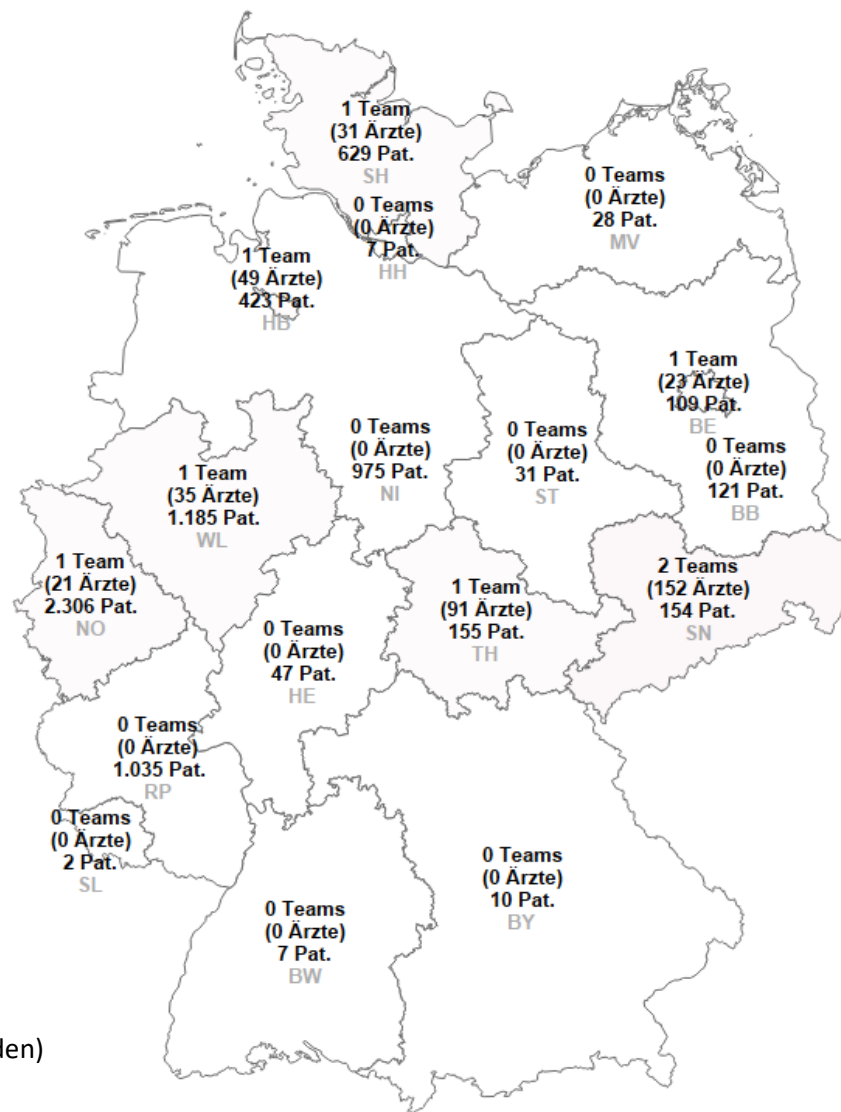 1 Team
(31 Ärzte)
629 Pat.
SH
0 Teams
(0 Ärzte)
28 Pat.
MV
0 Teams
(0 Ärzte)
7 Pat.
HH
1 Team
(49 Ärzte)
423 Pat.
HB
1 Team
(23 Ärzte)
109 Pat.
BE
0 Teams
(0 Ärzte)
975 Pat.
NI
0 Teams
(0 Ärzte)
31 Pat.
ST
0 Teams
(0 Ärzte)
121 Pat.
BB
1 Team
(35 Ärzte)
1.185 Pat.
WL
1 Team
(21 Ärzte)
2.306 Pat.
NO
1 Team
(91 Ärzte)
155 Pat.
TH
2 Teams
(152 Ärzte)
154 Pat.
SN
0 Teams
(0 Ärzte)
47 Pat.
HE
0 Teams
(0 Ärzte)
1.035 Pat.
RP
0 Teams
(0 Ärzte)
2 Pat.
SL
0 Teams
(0 Ärzte)
10 Pat.
BY
0 Teams
(0 Ärzte)
7 Pat.
BW
den)